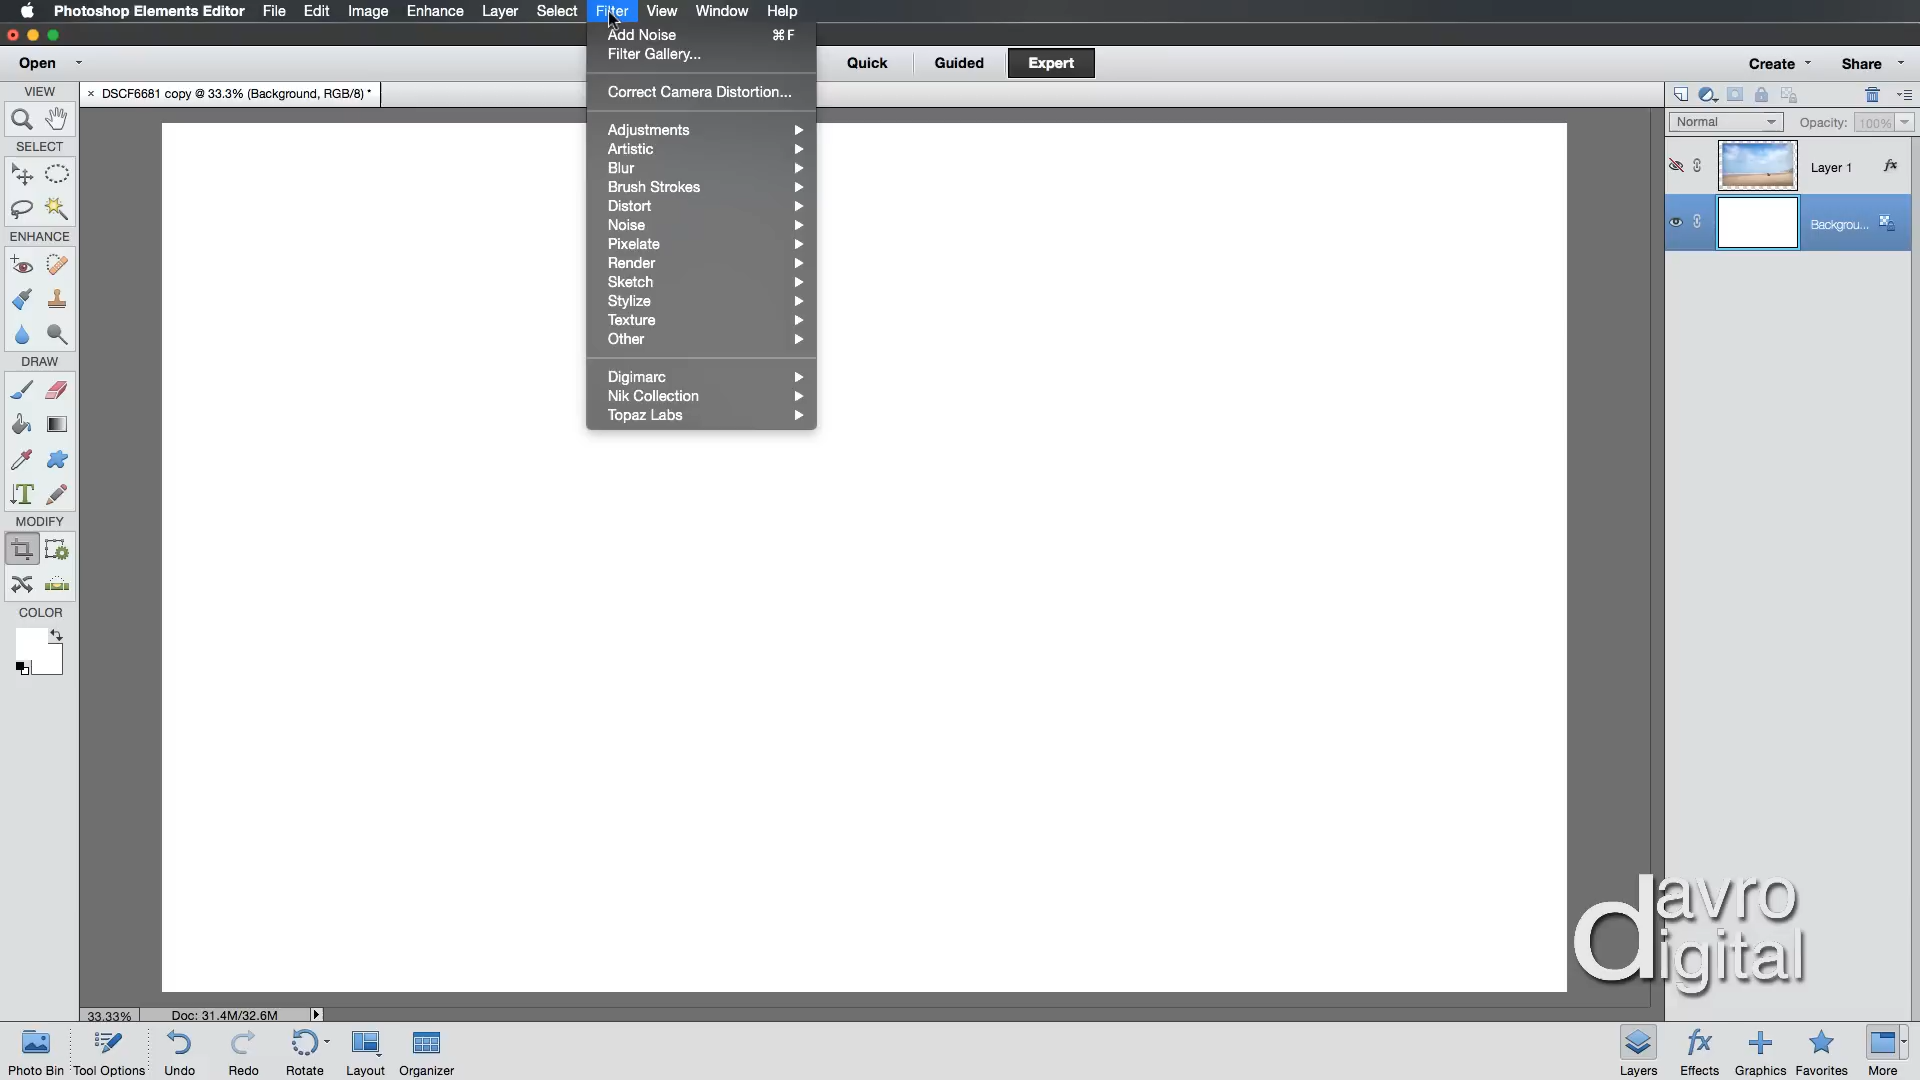 Photoshop Elements Editor File Edit Image Enhance Layer Select Filter View Window Help
Add Noise ⌘F
Filter Gallery...
Correct Camera Distortion...
Adjustments
Artistic
Blur
Brush Strokes
Distort
Noise
Pixelate
Render
Sketch
Stylize
Texture
Other
Digimarc
Nik Collection
Topaz Labs
Open
Quick Guided Expert
Create Share
× DSCF6681 copy @ 33.3% (Background, RGB/8) *
VIEW
SELECT
ENHANCE
DRAW
T
MODIFY
COLOR
Normal Opacity: 100%
Layer 1 fx
Backgrou...
davro
digital
33.33% Doc: 31.4M/32.6M
Photo Bin Tool Options Undo Redo Rotate Layout Organizer
fx
Layers Effects Graphics Favorites More